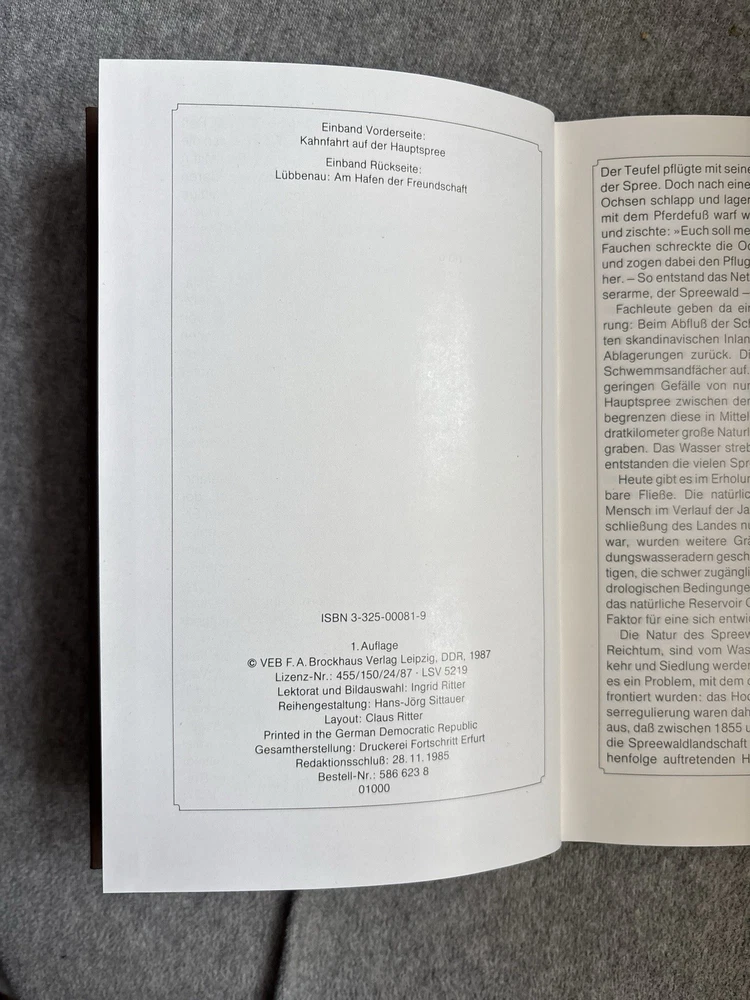 Einband Vorderseite:
Kahnfahrt auf der Hauptspree
Einband Rückseite:
Lübbenau: Am Hafen der Freundschaft
ISBN 3-325-00081-9
1. Auflage
© VEB F. A. Brockhaus Verlag Leipzig, DDR, 1987
Lizenz-Nr.: 455/150/24/87 · LSV 5219
Lektorat und Bildauswahl: Ingrid Ritter
Reihengestaltung: Hans-Jörg Sittauer
Layout: Claus Ritter
Printed in the German Democratic Republic
Gesamtherstellung: Druckerei Fortschritt Erfurt
Redaktionsschluß: 28. 11. 1985
Bestell-Nr.: 586 623 8
01000
Der Teufel pflügte mit seine
der Spree. Doch nach eine
Ochsen schlapp und lager
mit dem Pferdefuß warf w
und zischte: »Euch soll me
Fauchen schreckte die Oc
und zogen dabei den Pflug
her. – So entstand das Net
serarme, der Spreewald –
Fachleute geben da ein
rung: Beim Abfluß der Sch
ten skandinavischen Inlan
Ablagerungen zurück. Di
Schwemmsandfächer auf.
geringen Gefälle von nur
Hauptspree zwischen der
begrenzen diese in Mittel
dratkilometer große Naturl
graben. Das Wasser streb
entstanden die vielen Spr
Heute gibt es im Erholun
bare Fließe. Die natürlic
Mensch im Verlauf der Ja
schließung des Landes nu
war, wurden weitere Grä
dungswasseradern gesch
tigen, die schwer zugängli
drologischen Bedingunge
das natürliche Reservoir
Faktor für eine sich entwi
Die Natur des Spreew
Reichtum, sind vom Was
kehr und Siedlung werden
es ein Problem, mit dem
frontiert wurden: das Hoc
serregulierung waren dah
aus, daß zwischen 1855 u
die Spreewaldlandschaft
henfolge auftretenden H